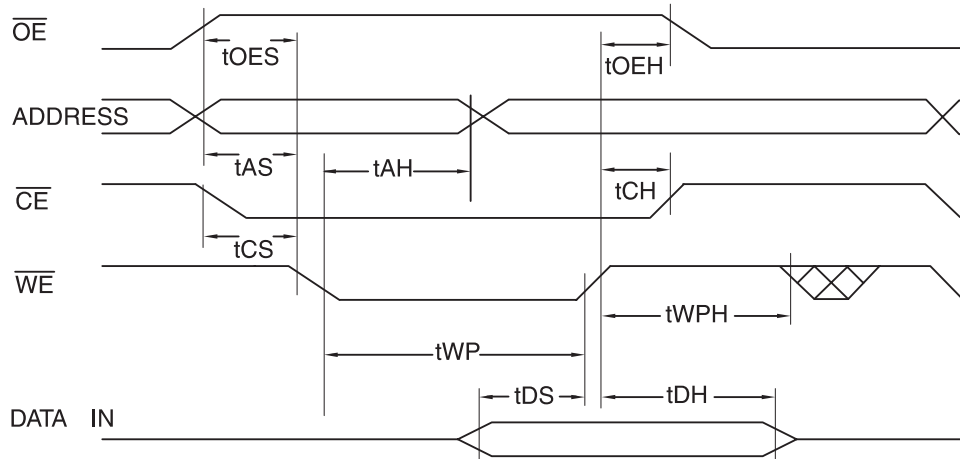 OE
tOES
tOEH
ADDRESS
tAS
tAH
tCH
CE
tCS
WE
tWPH
tWP
tDS
tDH
DATA IN